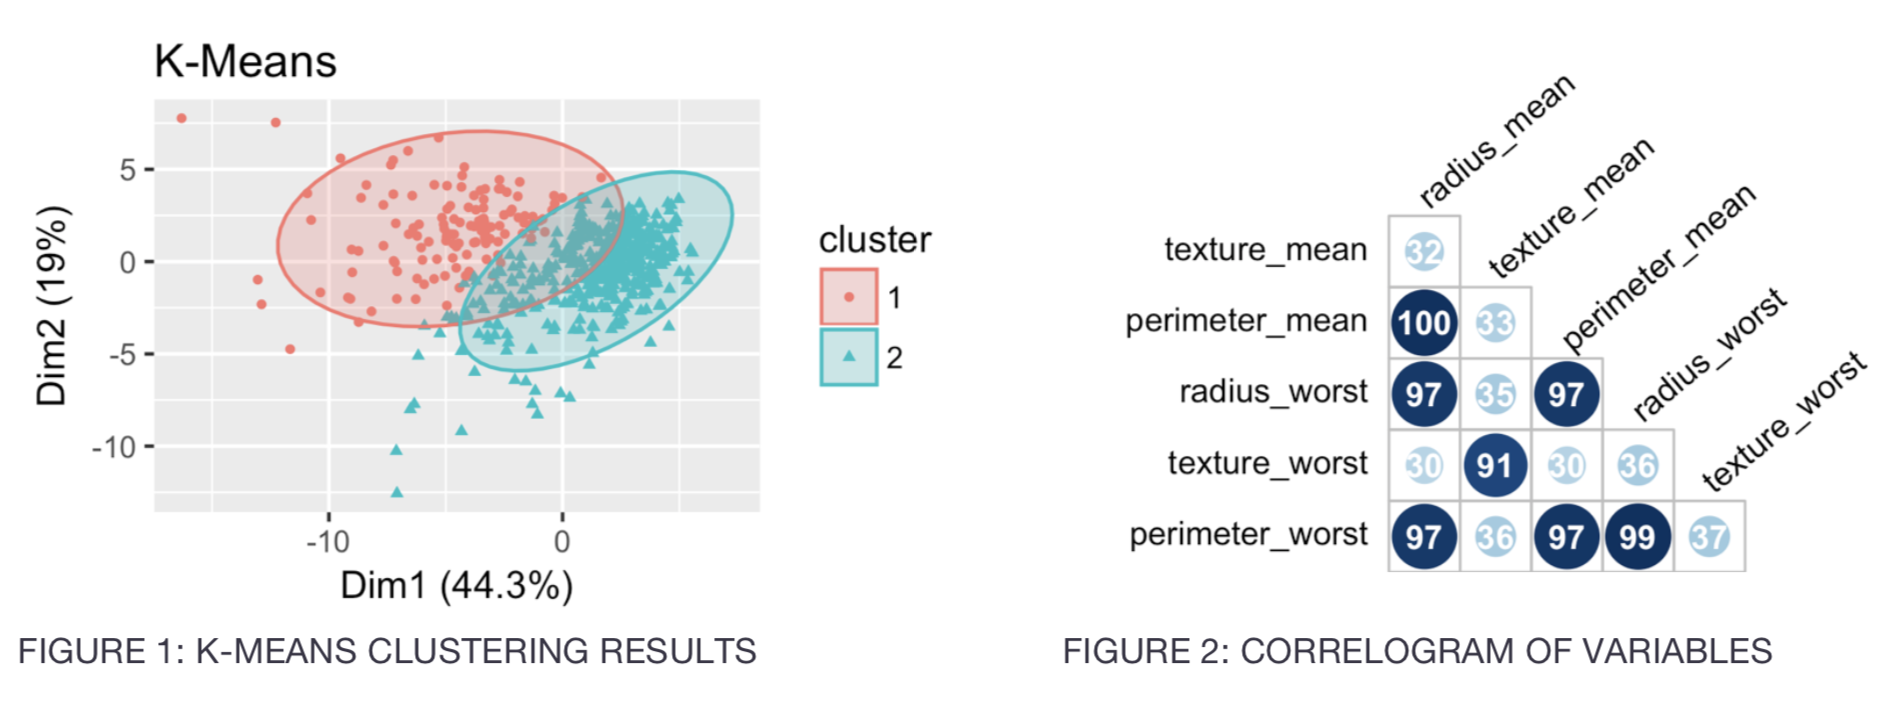 K-Means
5
0
-5
-10
Dim2 (19%)
-10 0
Dim1 (44.3%)
cluster
1
2
FIGURE 1: K-MEANS CLUSTERING RESULTS
radius_mean
texture_mean
perimeter_mean
radius_worst
texture_worst
texture_mean 32
perimeter_mean 100 33
radius_worst 97 35 97
texture_worst 30 91 30 36
perimeter_worst 97 36 97 99 37
FIGURE 2: CORRELOGRAM OF VARIABLES